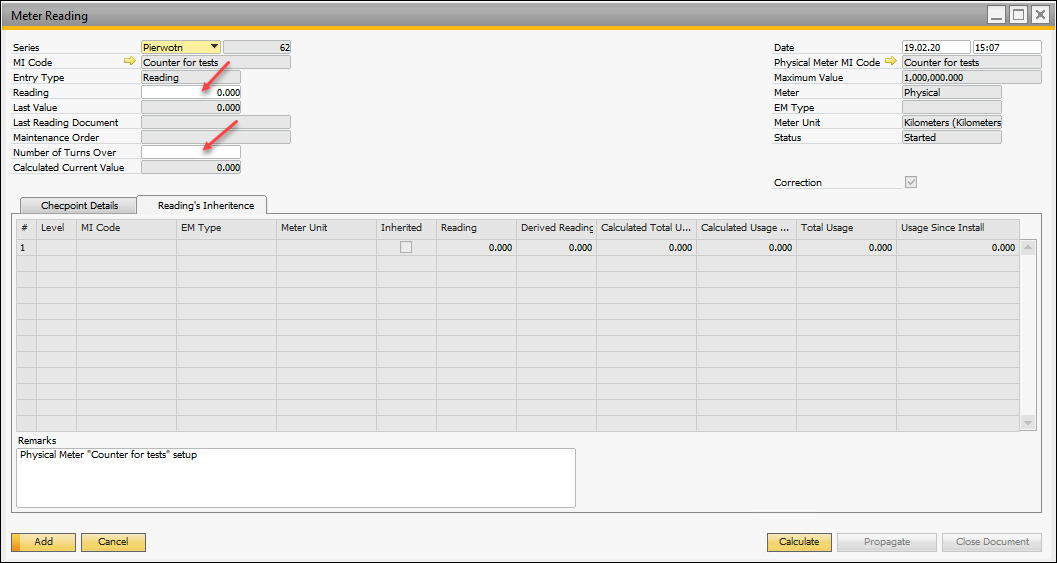 Meter Reading
Series Pierwotn 62
MI Code Counter for tests
Entry Type Reading
Reading 0.000
Last Value 0.000
Last Reading Document
Maintenance Order
Number of Turns Over
Calculated Current Value 0.000
Date 19.02.20 15:07
Physical Meter MI Code Counter for tests
Maximum Value 1,000,000.000
Meter Physical
EM Type
Meter Unit Kilometers (Kilometers
Status Started
Correction
Checpoint Details Reading's Inheritence
# Level MI Code EM Type Meter Unit Inherited Reading Derived Reading Calculated Total U... Calculated Usage ... Total Usage Usage Since Install
1 0.000 0.000 0.000 0.000 0.000 0.000
Remarks
Physical Meter "Counter for tests" setup
Add Cancel Calculate Propagate Close Document